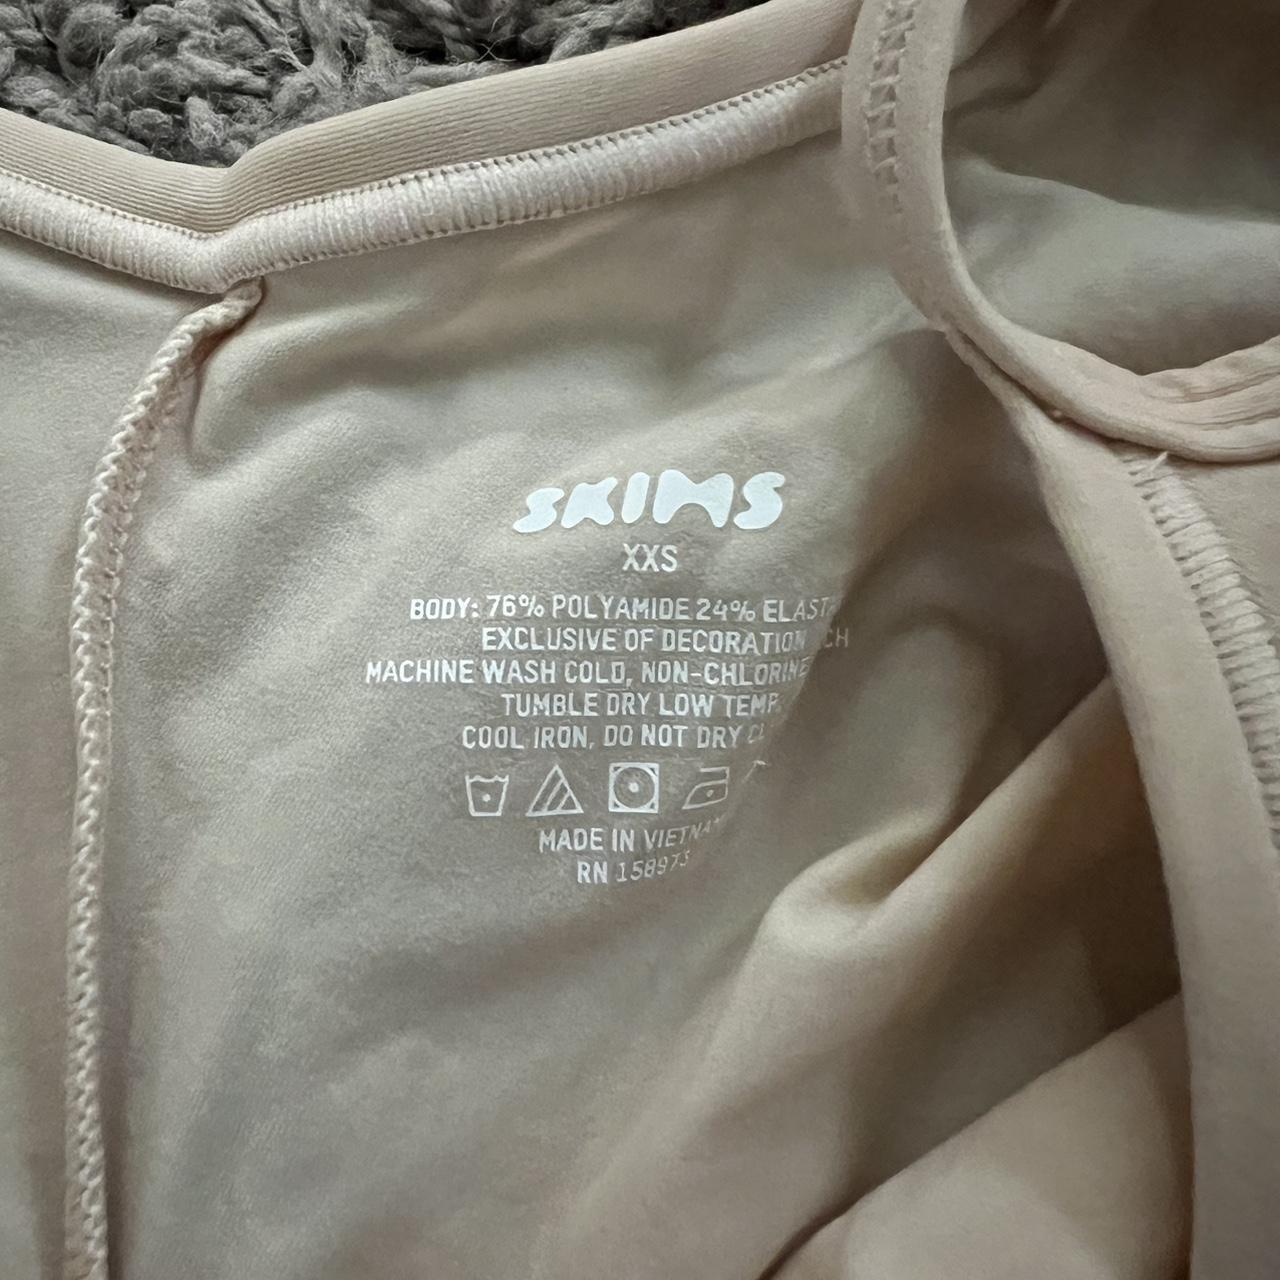 SKIMS
XXS
BODY: 76% POLYAMIDE 24%
EXCLUSIVE OF DECORATION
MACHINE WASH COLD, NON-CHLORINE
TUMBLE DRY LOW TEMP.
COOL IRON, DO NOT DRY
MADE IN VIETNAM
RN 158973